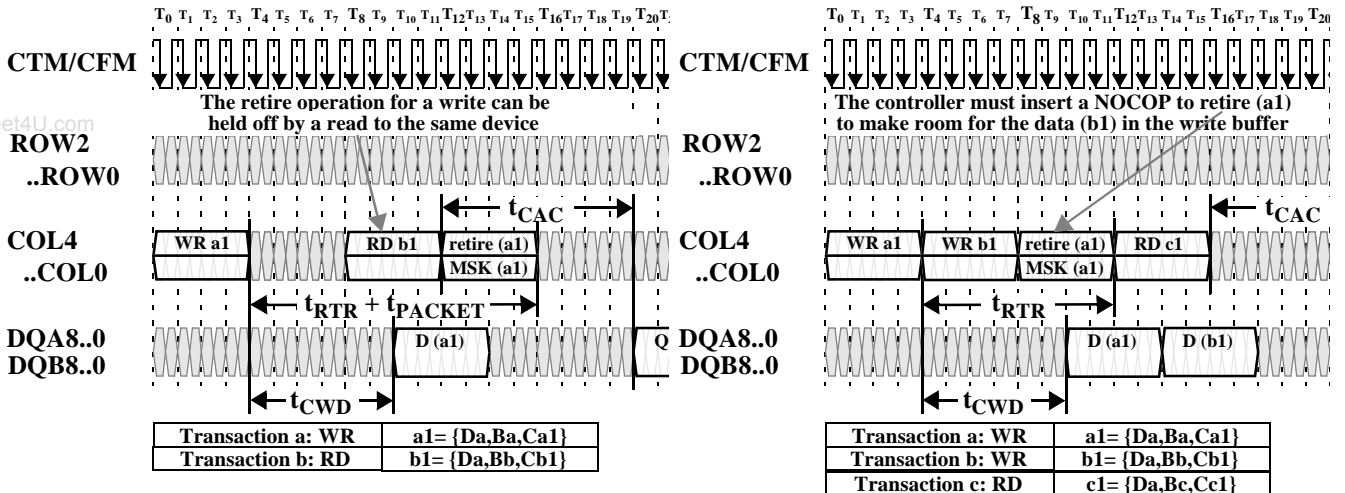 T0 T1 T2 T3 T4 T5 T6 T7 T8 T9 T10 T11 T12 T13 T14 T15 T16 T17 T18 T19 T20
CTM/CFM
The retire operation for a write can be
held off by a read to the same device
et4U.com
ROW2
..ROW0
tCAC
COL4
..COL0
WR a1
RD b1
retire (a1)
MSK (a1)
tRTR + tPACKET
DQA8..0
DQB8..0
D (a1)
Q
tCWD
Transaction a: WR a1= {Da,Ba,Ca1}
Transaction b: RD b1= {Da,Bb,Cb1}
T0 T1 T2 T3 T4 T5 T6 T7 T8 T9 T10 T11 T12 T13 T14 T15 T16 T17 T18 T19 T20
CTM/CFM
The controller must insert a NOCOP to retire (a1)
to make room for the data (b1) in the write buffer
ROW2
..ROW0
tCAC
COL4
..COL0
WR a1
WR b1
retire (a1)
MSK (a1)
RD c1
tRTR
DQA8..0
DQB8..0
D (a1)
D (b1)
tCWD
Transaction a: WR a1= {Da,Ba,Ca1}
Transaction b: WR b1= {Da,Bb,Cb1}
Transaction c: RD c1= {Da,Bc,Cc1}